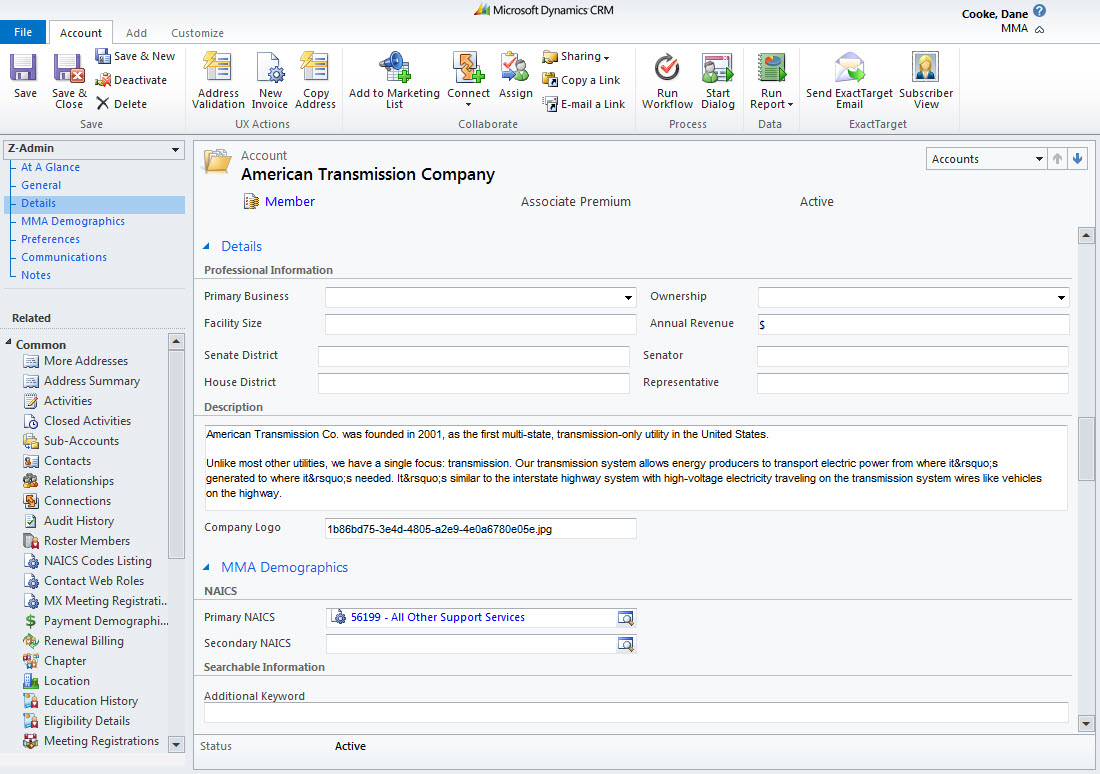 Microsoft Dynamics CRM
Cooke, Dane
MMA
File
Account
Add
Customize
Save
Save & Close
Save & New
Deactivate
Delete
Save
Address Validation
New Invoice
Copy Address
UX Actions
Add to Marketing List
Connect
Assign
Sharing
Copy a Link
E-mail a Link
Collaborate
Run Workflow
Start Dialog
Process
Run Report
Data
Send ExactTarget Email
Subscriber View
ExactTarget
Z-Admin
At A Glance
General
Details
MMA Demographics
Preferences
Communications
Notes
Related
Common
More Addresses
Address Summary
Activities
Closed Activities
Sub-Accounts
Contacts
Relationships
Connections
Audit History
Roster Members
NAICS Codes Listing
Contact Web Roles
MX Meeting Registrati..
Payment Demographi...
Renewal Billing
Chapter
Location
Education History
Eligibility Details
Meeting Registrations
Account
American Transmission Company
Accounts
Member
Associate Premium
Active
Details
Professional Information
Primary Business
Ownership
Facility Size
Annual Revenue
$
Senate District
Senator
House District
Representative
Description
American Transmission Co. was founded in 2001, as the first multi-state, transmission-only utility in the United States.
Unlike most other utilities, we have a single focus: transmission. Our transmission system allows energy producers to transport electric power from where it&rsquo;s
generated to where it&rsquo;s needed. It&rsquo;s similar to the interstate highway system with high-voltage electricity traveling on the transmission system wires like vehicles
on the highway.
Company Logo
1b86bd75-3e4d-4805-a2e9-4e0a6780e05e.jpg
MMA Demographics
NAICS
Primary NAICS
56199 - All Other Support Services
Secondary NAICS
Searchable Information
Additional Keyword
Status
Active